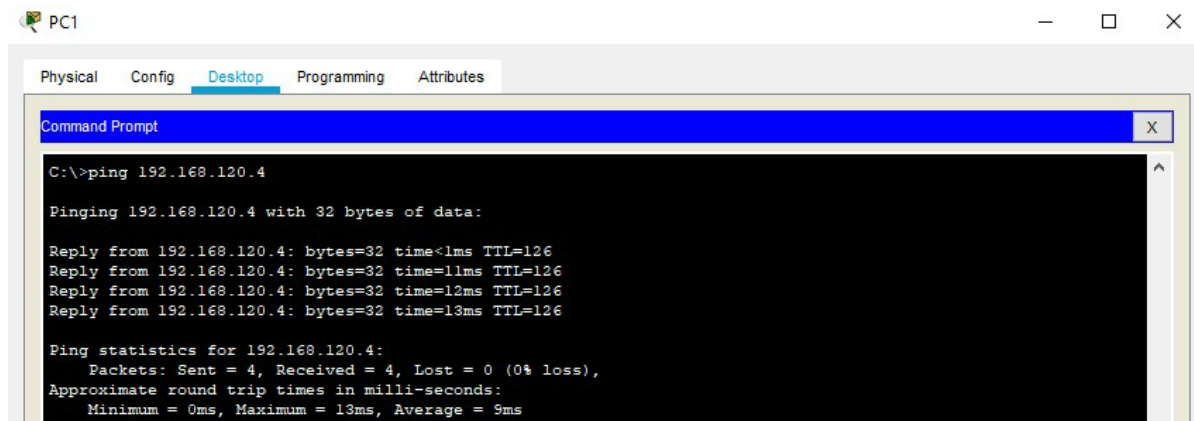 PC1
Physical Config Desktop Programming Attributes
Command Prompt
X
C:\>ping 192.168.120.4
Pinging 192.168.120.4 with 32 bytes of data:
Reply from 192.168.120.4: bytes=32 time<1ms TTL=126
Reply from 192.168.120.4: bytes=32 time=11ms TTL=126
Reply from 192.168.120.4: bytes=32 time=12ms TTL=126
Reply from 192.168.120.4: bytes=32 time=13ms TTL=126
Ping statistics for 192.168.120.4:
Packets: Sent = 4, Received = 4, Lost = 0 (0% loss),
Approximate round trip times in milli-seconds:
Minimum = 0ms, Maximum = 13ms, Average = 9ms